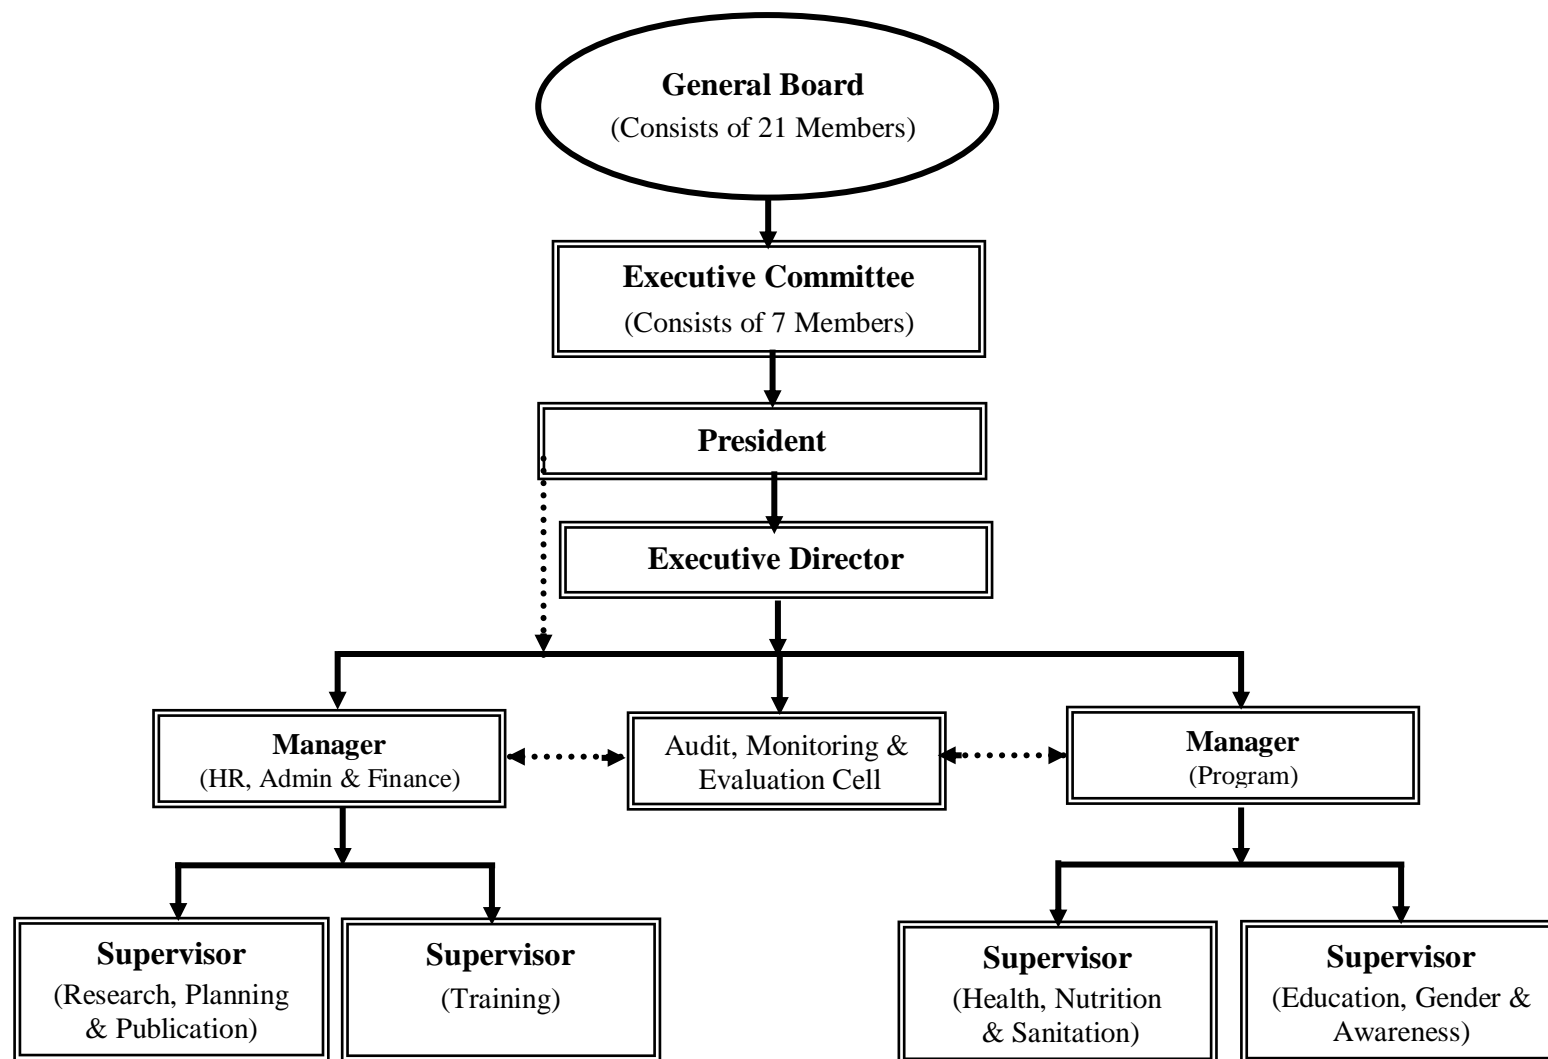 General Board
(Consists of 21 Members)
Executive Committee
(Consists of 7 Members)
President
Executive Director
Manager
(HR, Admin & Finance)
Audit, Monitoring &
Evaluation Cell
Manager
(Program)
Supervisor
(Research, Planning
& Publication)
Supervisor
(Training)
Supervisor
(Health, Nutrition
& Sanitation)
Supervisor
(Education, Gender &
Awareness)